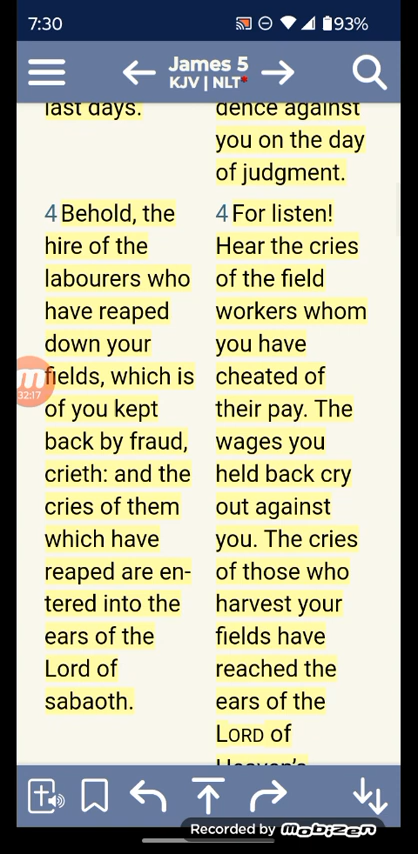 7:30
93%
James 5
KJV | NLT*
last days.
4 Behold, the
hire of the
labourers who
have reaped
down your
fields, which is
of you kept
back by fraud,
crieth: and the
cries of them
which have
reaped are en-
tered into the
ears of the
Lord of
sabaoth.
dence against
you on the day
of judgment.
4 For listen!
Hear the cries
of the field
workers whom
you have
cheated of
their pay. The
wages you
held back cry
out against
you. The cries
of those who
harvest your
fields have
reached the
ears of the
LORD of
Heaven's
32:17
Recorded by mobizen